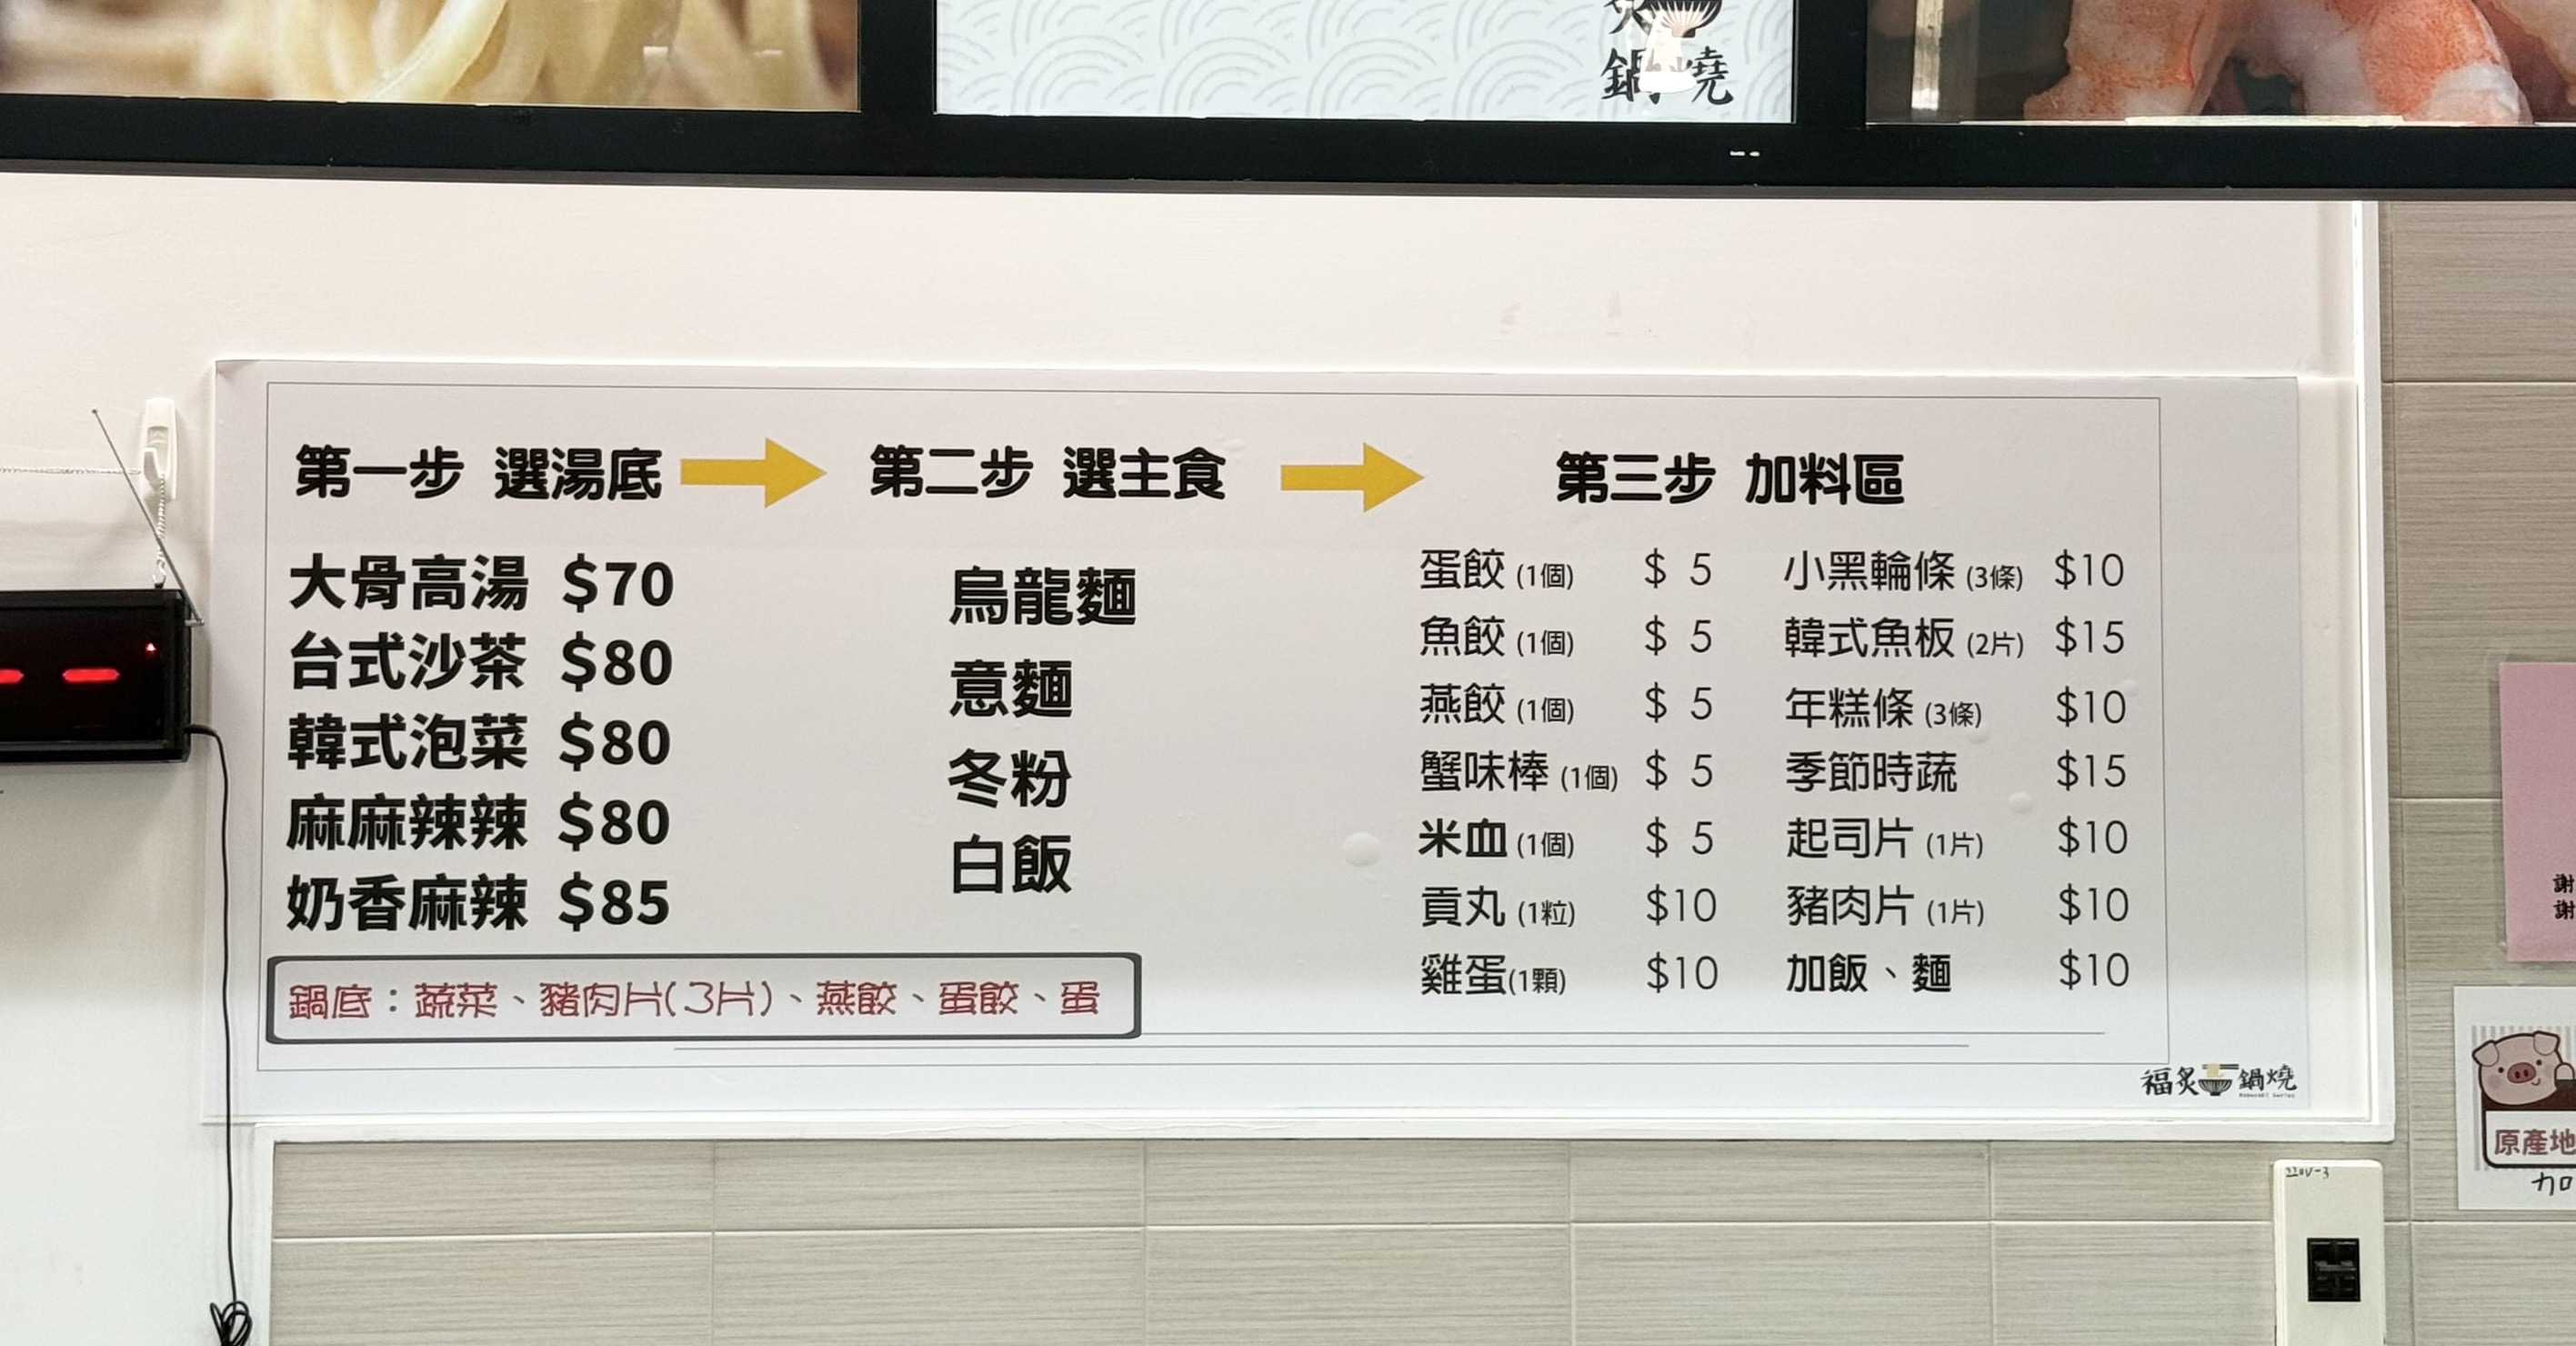 鍋燒
第一步 選湯底
大骨高湯 $70
台式沙茶 $80
韓式泡菜 $80
麻麻辣辣 $80
奶香麻辣 $85
第二步 選主食
烏龍麵
意麵
冬粉
白飯
鍋底：蔬菜、豬肉片(3片)、燕餃、蛋餃、蛋
第三步 加料區
蛋餃 (1個) $ 5
魚餃 (1個) $ 5
燕餃 (1個) $ 5
蟹味棒 (1個) $ 5
米血 (1個) $ 5
貢丸 (1粒) $10
雞蛋(1顆) $10
小黑輪條 (3條) $10
韓式魚板 (2片) $15
年糕條 (3條) $10
季節時蔬 $15
起司片 (1片) $10
豬肉片 (1片) $10
加飯、麵 $10
福炙鍋燒
謝謝
原產地
加
220V-3